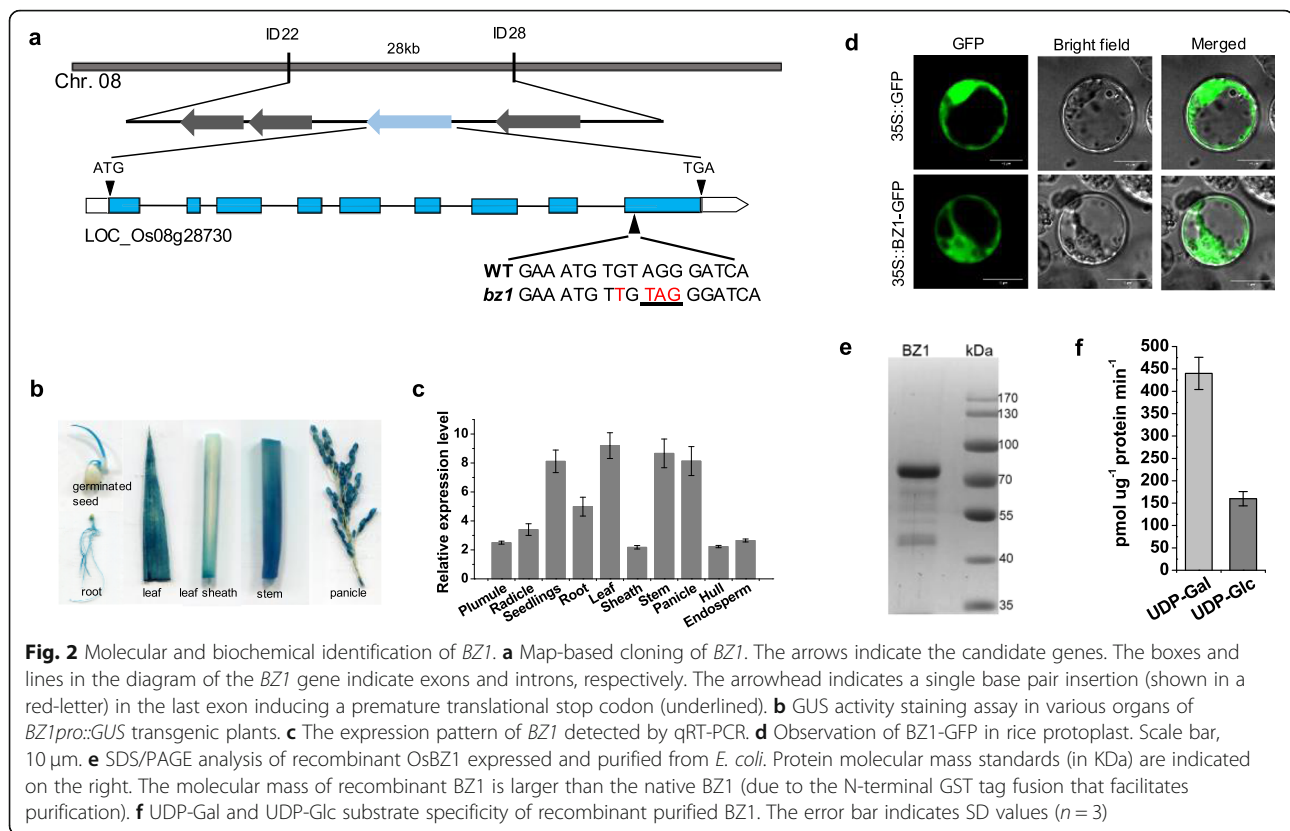 a
ID22
28kb
ID28
Chr. 08
ATG
TGA
LOC_Os08g28730
WT GAA ATG TGT AGG GATCA
bz1 GAA ATG TTG TAG GGATCA
b
germinated
seed
root
leaf
leaf sheath
stem
panicle
c
Relative expression level
10
8
6
4
2
0
Plumule
Radicle
Seedlings
Root
Leaf
Sheath
Stem
Panicle
Hull
Endosperm
d
GFP
Bright field
Merged
35S::GFP
35S::BZ1-GFP
e
BZ1
kDa
170
130
100
70
55
40
35
f
pmol ug-1 protein min-1
500
450
400
350
300
250
200
150
100
50
0
UDP-Gal
UDP-Glc
Fig. 2 Molecular and biochemical identification of BZ1. a Map-based cloning of BZ1. The arrows indicate the candidate genes. The boxes and
lines in the diagram of the BZ1 gene indicate exons and introns, respectively. The arrowhead indicates a single base pair insertion (shown in a
red-letter) in the last exon inducing a premature translational stop codon (underlined). b GUS activity staining assay in various organs of
BZ1pro::GUS transgenic plants. c The expression pattern of BZ1 detected by qRT-PCR. d Observation of BZ1-GFP in rice protoplast. Scale bar,
10 μm. e SDS/PAGE analysis of recombinant OsBZ1 expressed and purified from E. coli. Protein molecular mass standards (in KDa) are indicated
on the right. The molecular mass of recombinant BZ1 is larger than the native BZ1 (due to the N-terminal GST tag fusion that facilitates
purification). f UDP-Gal and UDP-Glc substrate specificity of recombinant purified BZ1. The error bar indicates SD values (n = 3)